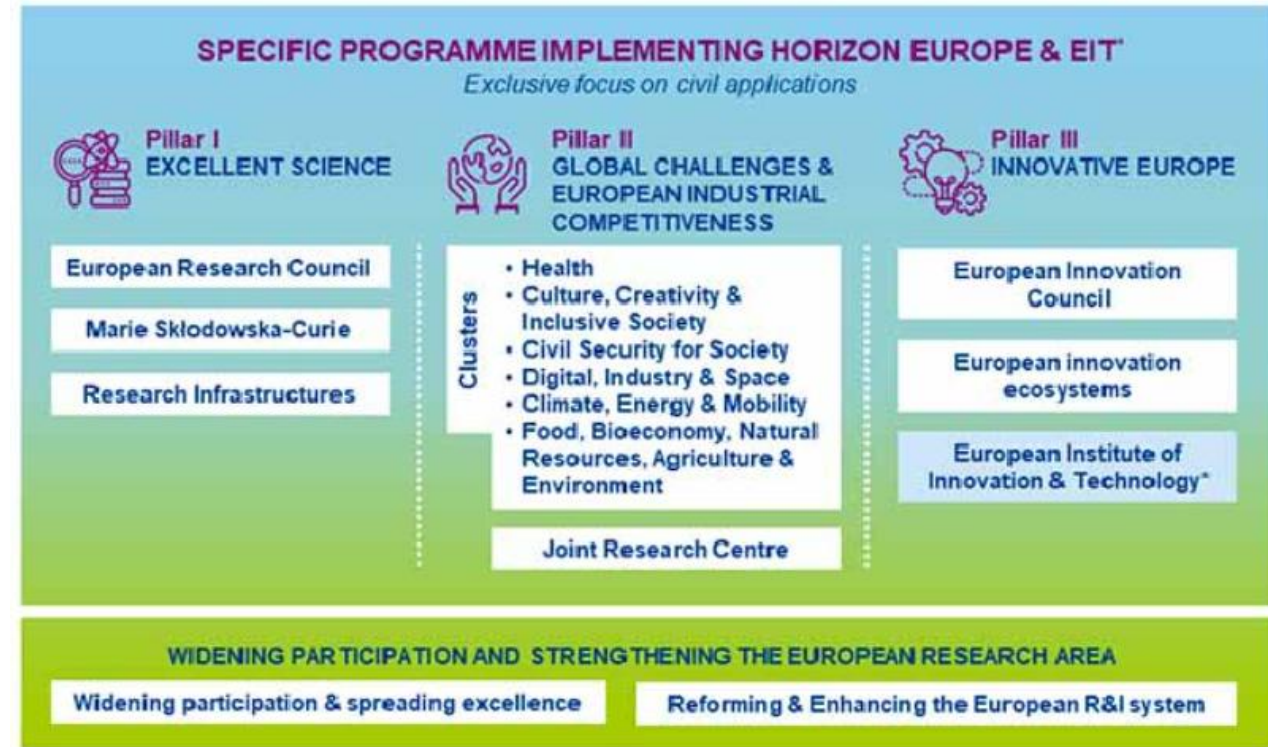 SPECIFIC PROGRAMME IMPLEMENTING HORIZON EUROPE & EIT*
Exclusive focus on civil applications
Pillar I
EXCELLENT SCIENCE
European Research Council
Marie Skłodowska-Curie
Research Infrastructures
Pillar II
GLOBAL CHALLENGES &
EUROPEAN INDUSTRIAL
COMPETITIVENESS
Clusters
• Health
• Culture, Creativity &
Inclusive Society
• Civil Security for Society
• Digital, Industry & Space
• Climate, Energy & Mobility
• Food, Bioeconomy, Natural
Resources, Agriculture &
Environment
Joint Research Centre
Pillar III
INNOVATIVE EUROPE
European Innovation
Council
European innovation
ecosystems
European Institute of
Innovation & Technology*
WIDENING PARTICIPATION AND STRENGTHENING THE EUROPEAN RESEARCH AREA
Widening participation & spreading excellence
Reforming & Enhancing the European R&I system